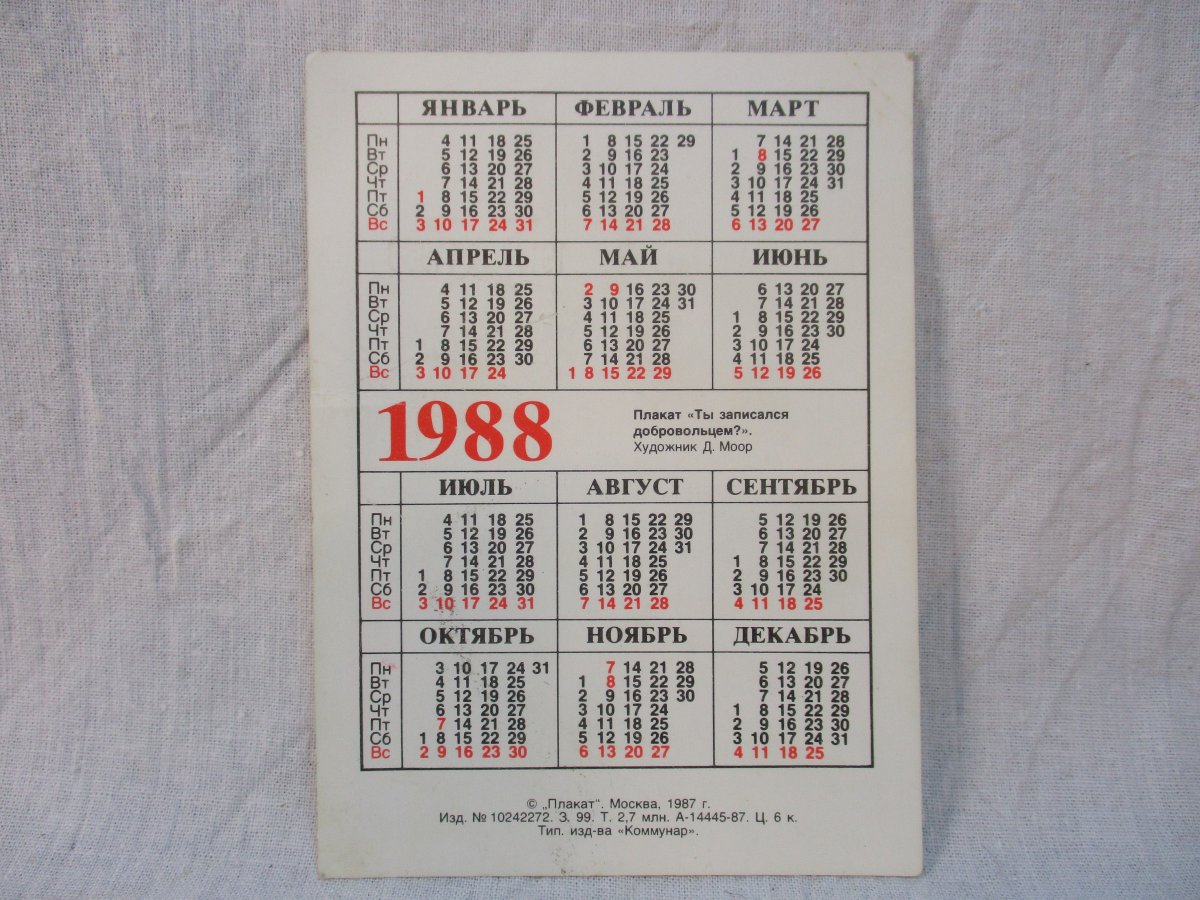 ЯНВАРЬ ФЕВРАЛЬ МАРТ
Пн 4 11 18 25 1 8 15 22 29 7 14 21 28
Вт 5 12 19 26 2 9 16 23 1 8 15 22 29
Ср 6 13 20 27 3 10 17 24 2 9 16 23 30
Чт 7 14 21 28 4 11 18 25 3 10 17 24 31
Пт 1 8 15 22 29 5 12 19 26 4 11 18 25
Сб 2 9 16 23 30 6 13 20 27 5 12 19 26
Вс 3 10 17 24 31 7 14 21 28 6 13 20 27
АПРЕЛЬ МАЙ ИЮНЬ
Пн 4 11 18 25 2 9 16 23 30 6 13 20 27
Вт 5 12 19 26 3 10 17 24 31 7 14 21 28
Ср 6 13 20 27 4 11 18 25 1 8 15 22 29
Чт 7 14 21 28 5 12 19 26 2 9 16 23 30
Пт 1 8 15 22 29 6 13 20 27 3 10 17 24
Сб 2 9 16 23 30 7 14 21 28 4 11 18 25
Вс 3 10 17 24 1 8 15 22 29 5 12 19 26
1988
Плакат «Ты записался
добровольцем?».
Художник Д. Моор
ИЮЛЬ АВГУСТ СЕНТЯБРЬ
Пн 4 11 18 25 1 8 15 22 29 5 12 19 26
Вт 5 12 19 26 2 9 16 23 30 6 13 20 27
Ср 6 13 20 27 3 10 17 24 31 7 14 21 28
Чт 7 14 21 28 4 11 18 25 1 8 15 22 29
Пт 1 8 15 22 29 5 12 19 26 2 9 16 23 30
Сб 2 9 16 23 30 6 13 20 27 3 10 17 24
Вс 3 10 17 24 31 7 14 21 28 4 11 18 25
ОКТЯБРЬ НОЯБРЬ ДЕКАБРЬ
Пн 3 10 17 24 31 7 14 21 28 5 12 19 26
Вт 4 11 18 25 1 8 15 22 29 6 13 20 27
Ср 5 12 19 26 2 9 16 23 30 7 14 21 28
Чт 6 13 20 27 3 10 17 24 1 8 15 22 29
Пт 7 14 21 28 4 11 18 25 2 9 16 23 30
Сб 1 8 15 22 29 5 12 19 26 3 10 17 24 31
Вс 2 9 16 23 30 6 13 20 27 4 11 18 25
© „Плакат“. Москва, 1987 г.
Изд. № 10242272. З. 99. Т. 2,7 млн. А-14445-87. Ц. 6 к.
Тип. изд-ва «Коммунар».